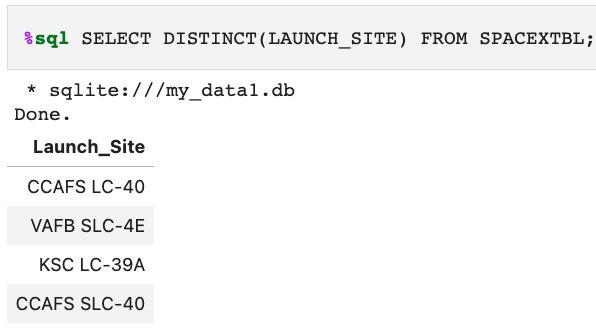 %sql SELECT DISTINCT(LAUNCH_SITE) FROM SPACEXTBL;
* sqlite:///my_data1.db
Done.
Launch_Site
CCAFS LC-40
VAFB SLC-4E
KSC LC-39A
CCAFS SLC-40